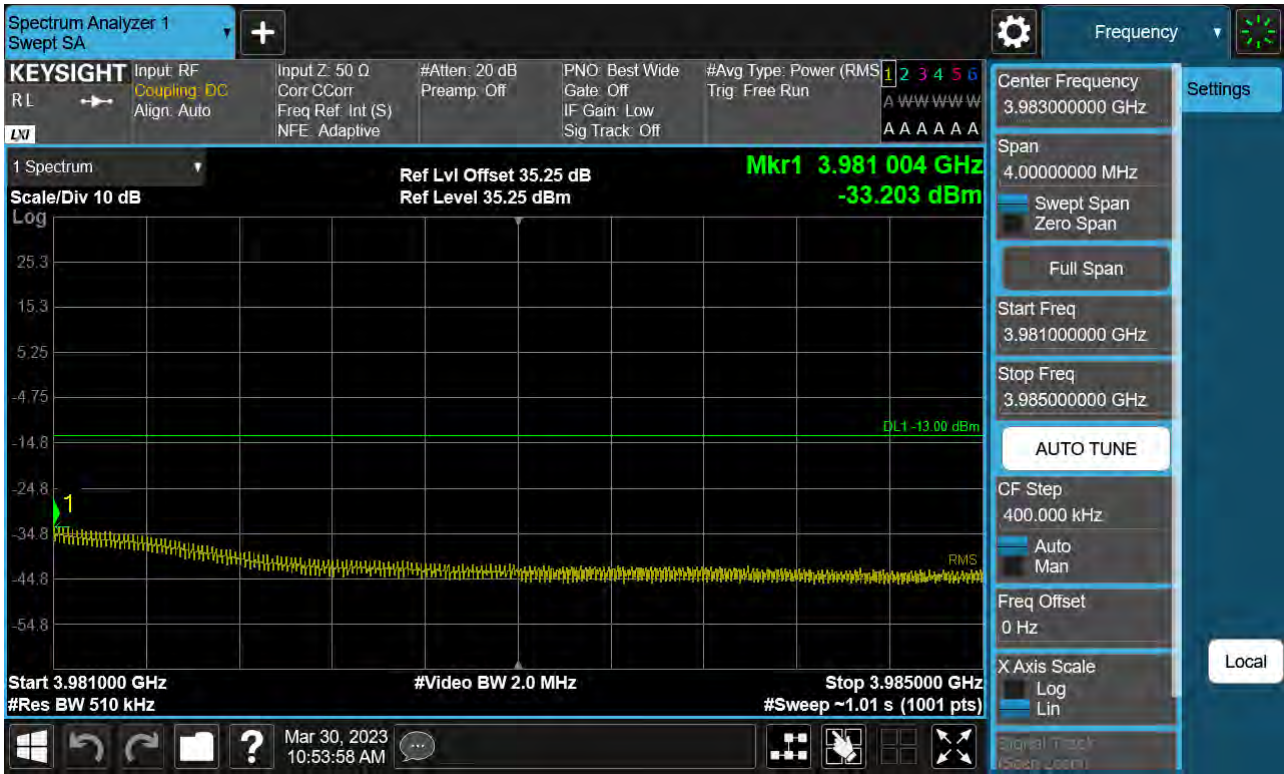 Spectrum Analyzer 1
Swept SA
+
Frequency
KEYSIGHT
RL
LXI
Input: RF
Coupling: DC
Align: Auto
Input Z: 50 Ω
Corr CCorr
Freq Ref: Int (S)
NFE: Adaptive
#Atten: 20 dB
Preamp: Off
PNO: Best Wide
Gate: Off
IF Gain: Low
Sig Track: Off
#Avg Type: Power (RMS
Trig: Free Run
1 2 3 4 5 6
A W W W W W
A A A A A A
1 Spectrum
Scale/Div 10 dB
Log
Ref Lvl Offset 35.25 dB
Ref Level 35.25 dBm
Mkr1 3.981 004 GHz
-33.203 dBm
25.3
15.3
5.25
-4.75
DL1 -13.00 dBm
-14.8
-24.8
1
-34.8
RMS
-44.8
-54.8
Start 3.981000 GHz
#Res BW 510 kHz
#Video BW 2.0 MHz
Stop 3.985000 GHz
#Sweep ~1.01 s (1001 pts)
Center Frequency
3.983000000 GHz
Span
4.00000000 MHz
Swept Span
Zero Span
Full Span
Start Freq
3.981000000 GHz
Stop Freq
3.985000000 GHz
AUTO TUNE
CF Step
400.000 kHz
Auto
Man
Freq Offset
0 Hz
X Axis Scale
Log
Lin
Signal Track
(Span Zoom)
Settings
Local
?
Mar 30, 2023
10:53:58 AM